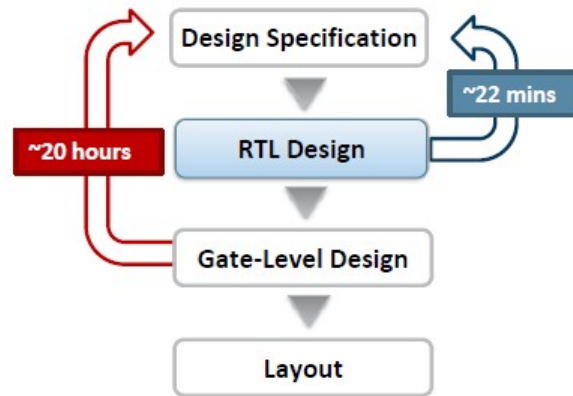 Design Specification
~22 mins
RTL Design
~20 hours
Gate-Level Design
Layout